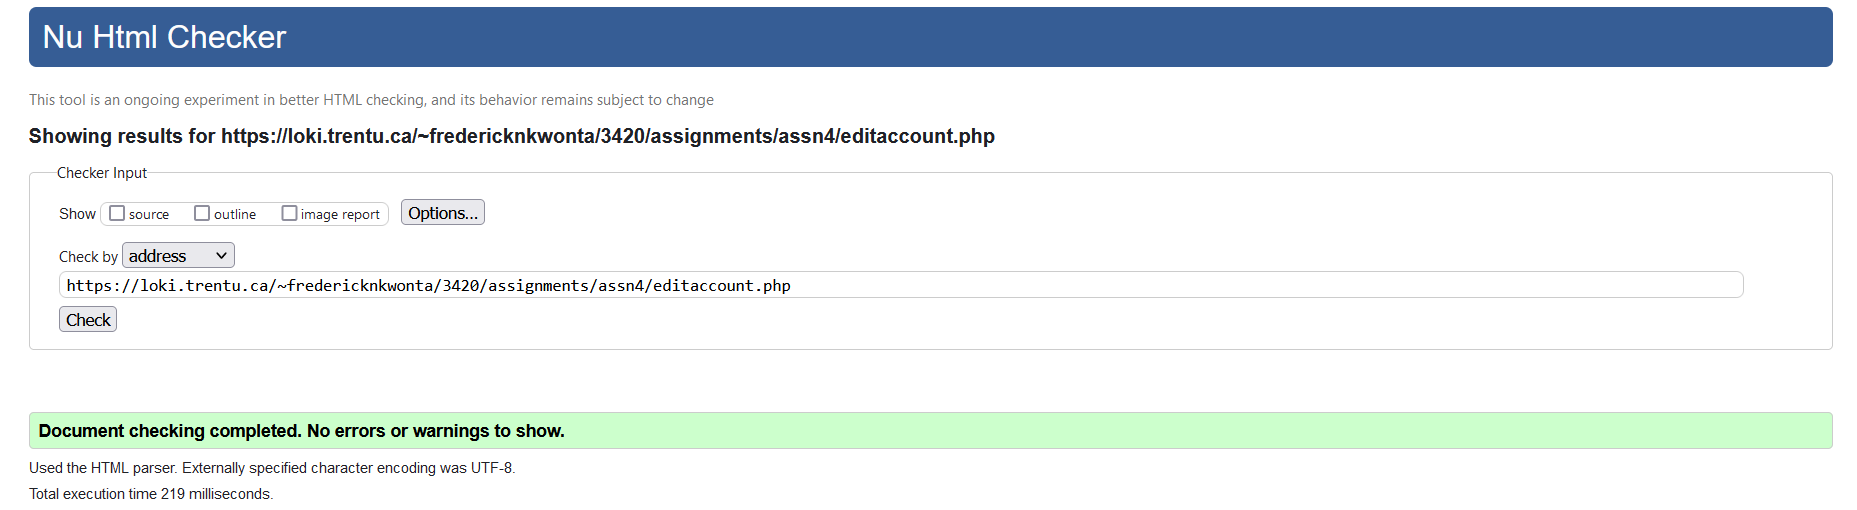 Nu Html Checker
This tool is an ongoing experiment in better HTML checking, and its behavior remains subject to change
Showing results for https://loki.trentu.ca/~fredericknkwonta/3420/assignments/assn4/editaccount.php
Checker Input
Show source outline image report Options...
Check by address
https://loki.trentu.ca/~fredericknkwonta/3420/assignments/assn4/editaccount.php
Check
Document checking completed. No errors or warnings to show.
Used the HTML parser. Externally specified character encoding was UTF-8.
Total execution time 219 milliseconds.